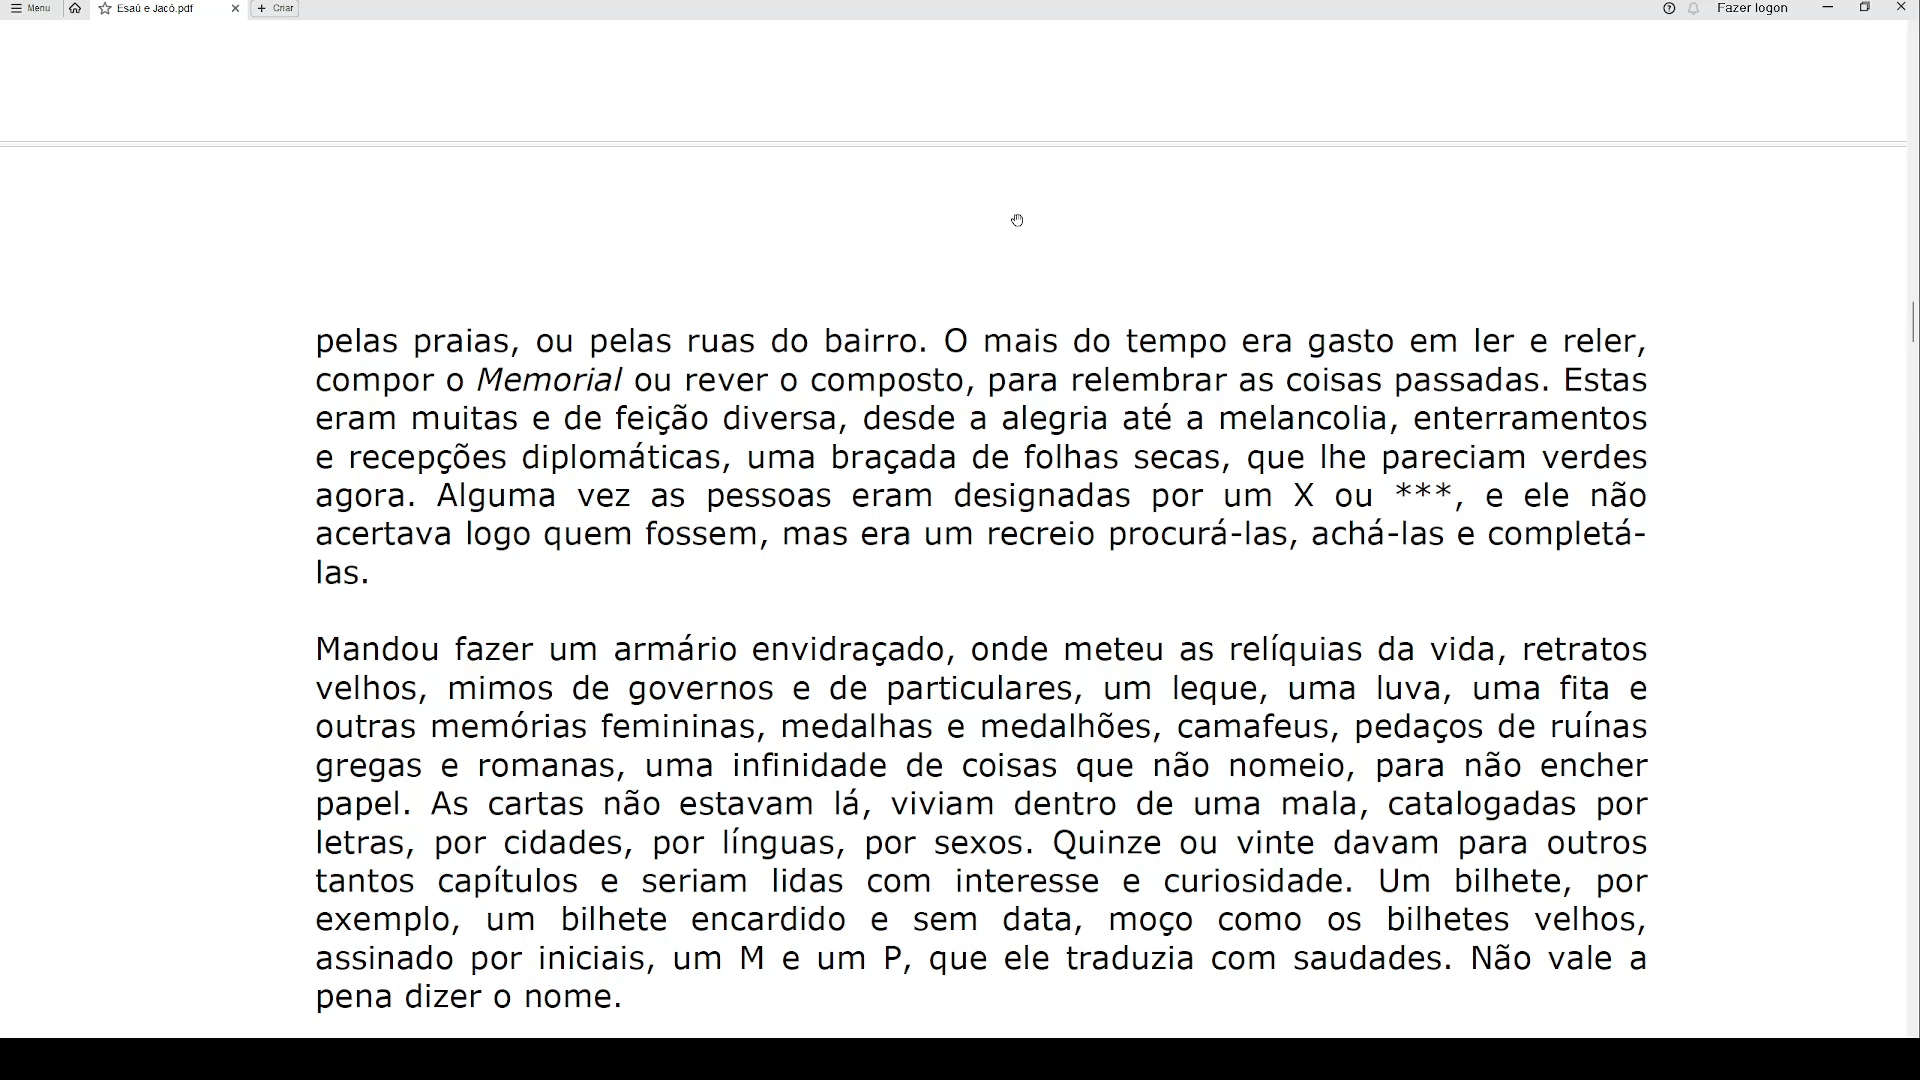 Menu
Esaú e Jacó.pdf
Criar
Fazer logon
pelas praias, ou pelas ruas do bairro. O mais do tempo era gasto em ler e reler,
compor o Memorial ou rever o composto, para relembrar as coisas passadas. Estas
eram muitas e de feição diversa, desde a alegria até a melancolia, enterramentos
e recepções diplomáticas, uma braçada de folhas secas, que lhe pareciam verdes
agora. Alguma vez as pessoas eram designadas por um X ou ***, e ele não
acertava logo quem fossem, mas era um recreio procurá-las, achá-las e completá-
las.
Mandou fazer um armário envidraçado, onde meteu as relíquias da vida, retratos
velhos, mimos de governos e de particulares, um leque, uma luva, uma fita e
outras memórias femininas, medalhas e medalhões, camafeus, pedaços de ruínas
gregas e romanas, uma infinidade de coisas que não nomeio, para não encher
papel. As cartas não estavam lá, viviam dentro de uma mala, catalogadas por
letras, por cidades, por línguas, por sexos. Quinze ou vinte davam para outros
tantos capítulos e seriam lidas com interesse e curiosidade. Um bilhete, por
exemplo, um bilhete encardido e sem data, moço como os bilhetes velhos,
assinado por iniciais, um M e um P, que ele traduzia com saudades. Não vale a
pena dizer o nome.